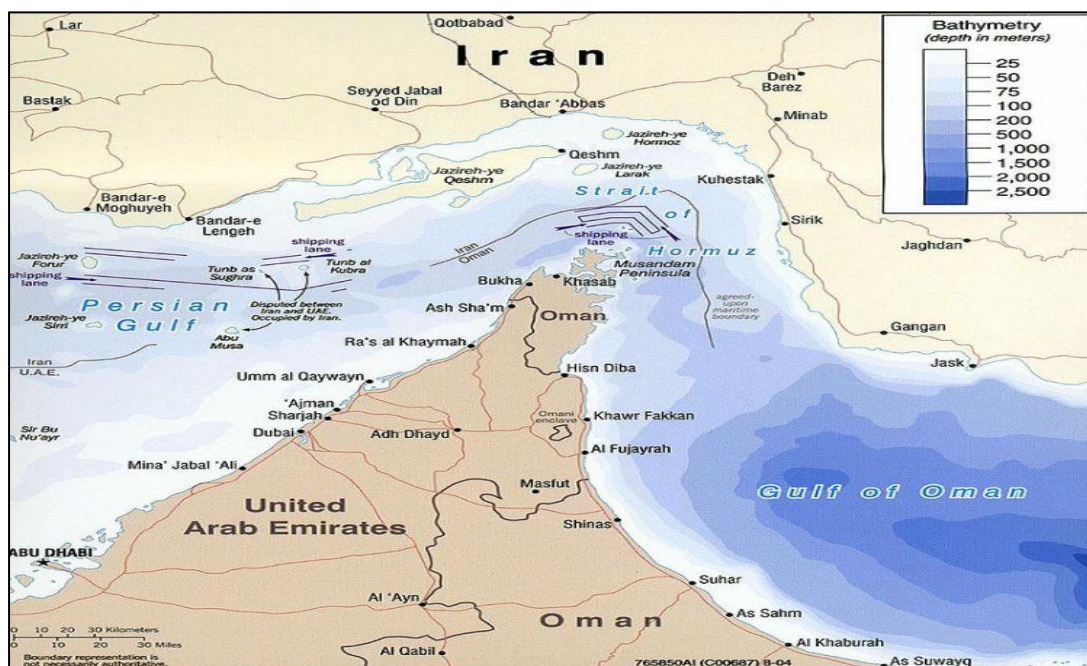 Lar
Qotbabad
Iran
Bathymetry
(depth in meters)
25
50
75
100
200
500
1,000
1,500
2,000
2,500
Deh
Barez
Bastak
Seyyed Jabal
od Din
Bandar ‘Abbas
Minab
Jazireh-ye
Hormoz
Qeshm
Jazireh-ye
Larak
Jazireh-ye
Qeshm
Kuhestak
Strait
of
Hormuz
Bandar-e
Moghuyeh
Bandar-e
Lengeh
Sirik
Jaghdan
shipping
lane
Iran
Oman
shipping
lane
Musandam
Peninsula
Jazireh-ye
Forur
shipping
lane
Tunb as
Sughra
Tunb al
Kubra
Bukha
Khasab
Persian
Gulf
Disputed between
Iran and UAE.
Occupied by Iran.
Jazireh-ye
Sirri
Abu
Musa
Ash Sha'm
Oman
agreed-
upon
maritime
boundary
Gangan
Ra's al Khaymah
Iran
U.A.E.
Jask
Hisn Diba
Umm al Qaywayn
‘Ajman
Sharjah
Dubai
Omani
enclave
Khawr Fakkan
Sir Bu
Nu'ayr
Adh Dhayd
Al Fujayrah
Mina' Jabal ‘Ali
Masfut
Gulf of Oman
United
Arab Emirates
Shinas
ABU DHABI
Suhar
Al ‘Ayn
As Sahm
Oman
0 10 20 30 Kilometers
0 10 20 30 Miles
Al Khaburah
Boundary representation is
not necessarily authoritative.
Al Qabil
765850AI (C00687) 8-04
As Suwayq